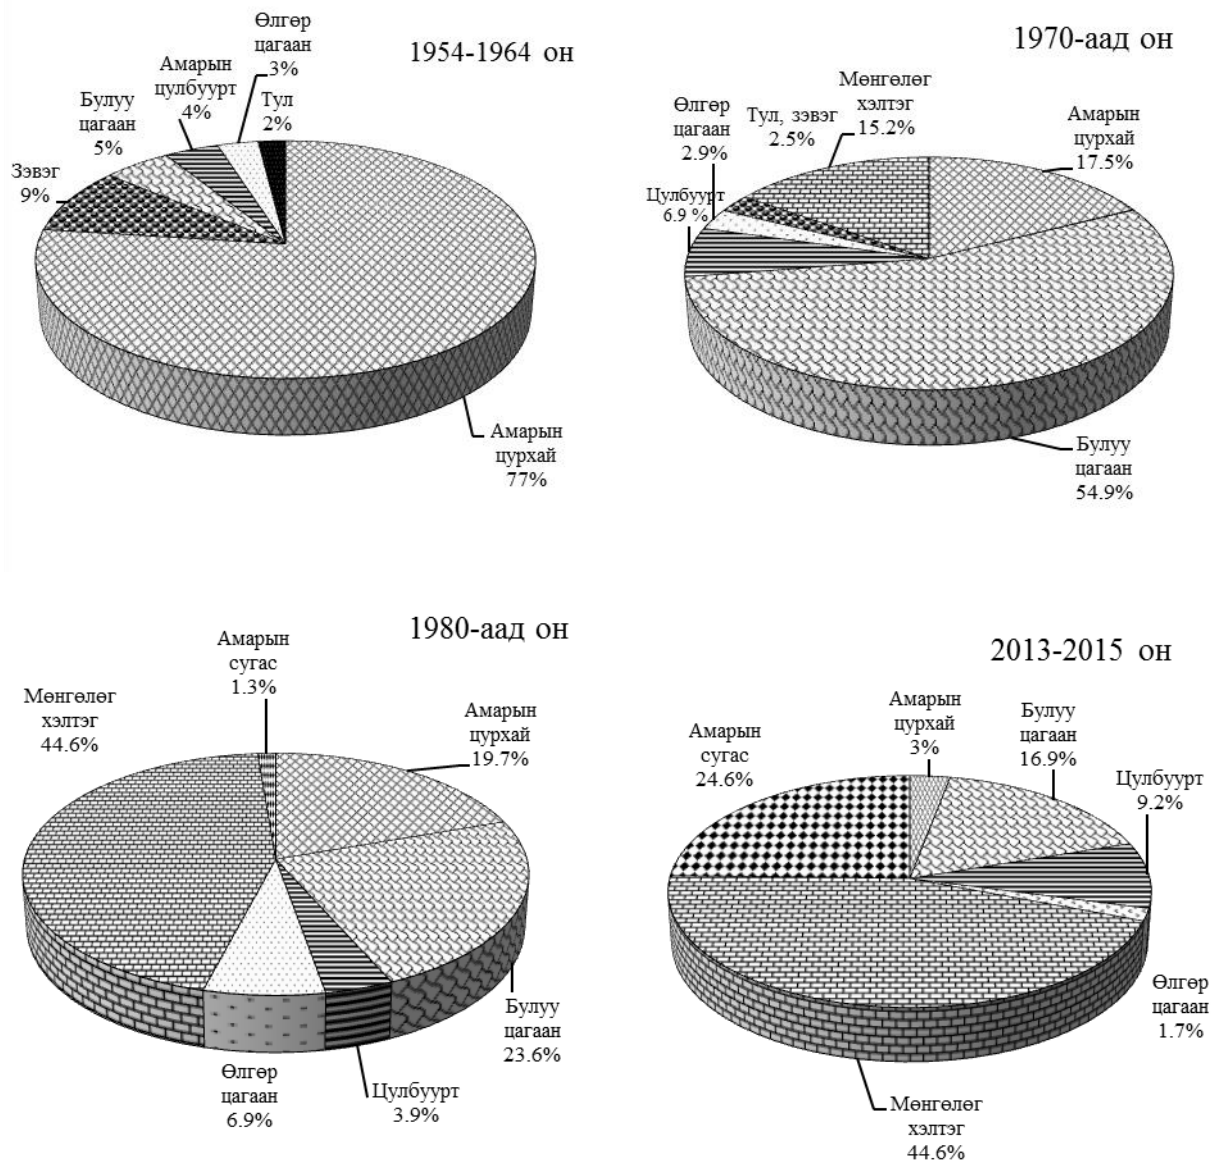 1954-1964 он
Өлгөр
цагаан
3%
Амарын
цулбуурт
4%
Тул
2%
Булуу
цагаан
5%
Зэвэг
9%
Амарын
цурхай
77%
1970-аад он
Мөнгөлөг
хэлтэг
15.2%
Өлгөр
цагаан
2.9%
Тул, зэвэг
2.5%
Амарын
цурхай
17.5%
Цулбуурт
6.9 %
Булуу
цагаан
54.9%
1980-аад он
Амарын
сугас
1.3%
Мөнгөлөг
хэлтэг
44.6%
Амарын
цурхай
19.7%
Булуу
цагаан
23.6%
Өлгөр
цагаан
6.9%
Цулбуурт
3.9%
2013-2015 он
Амарын
цурхай
3%
Булуу
цагаан
16.9%
Амарын
сугас
24.6%
Цулбуурт
9.2%
Өлгөр
цагаан
1.7%
Мөнгөлөг
хэлтэг
44.6%